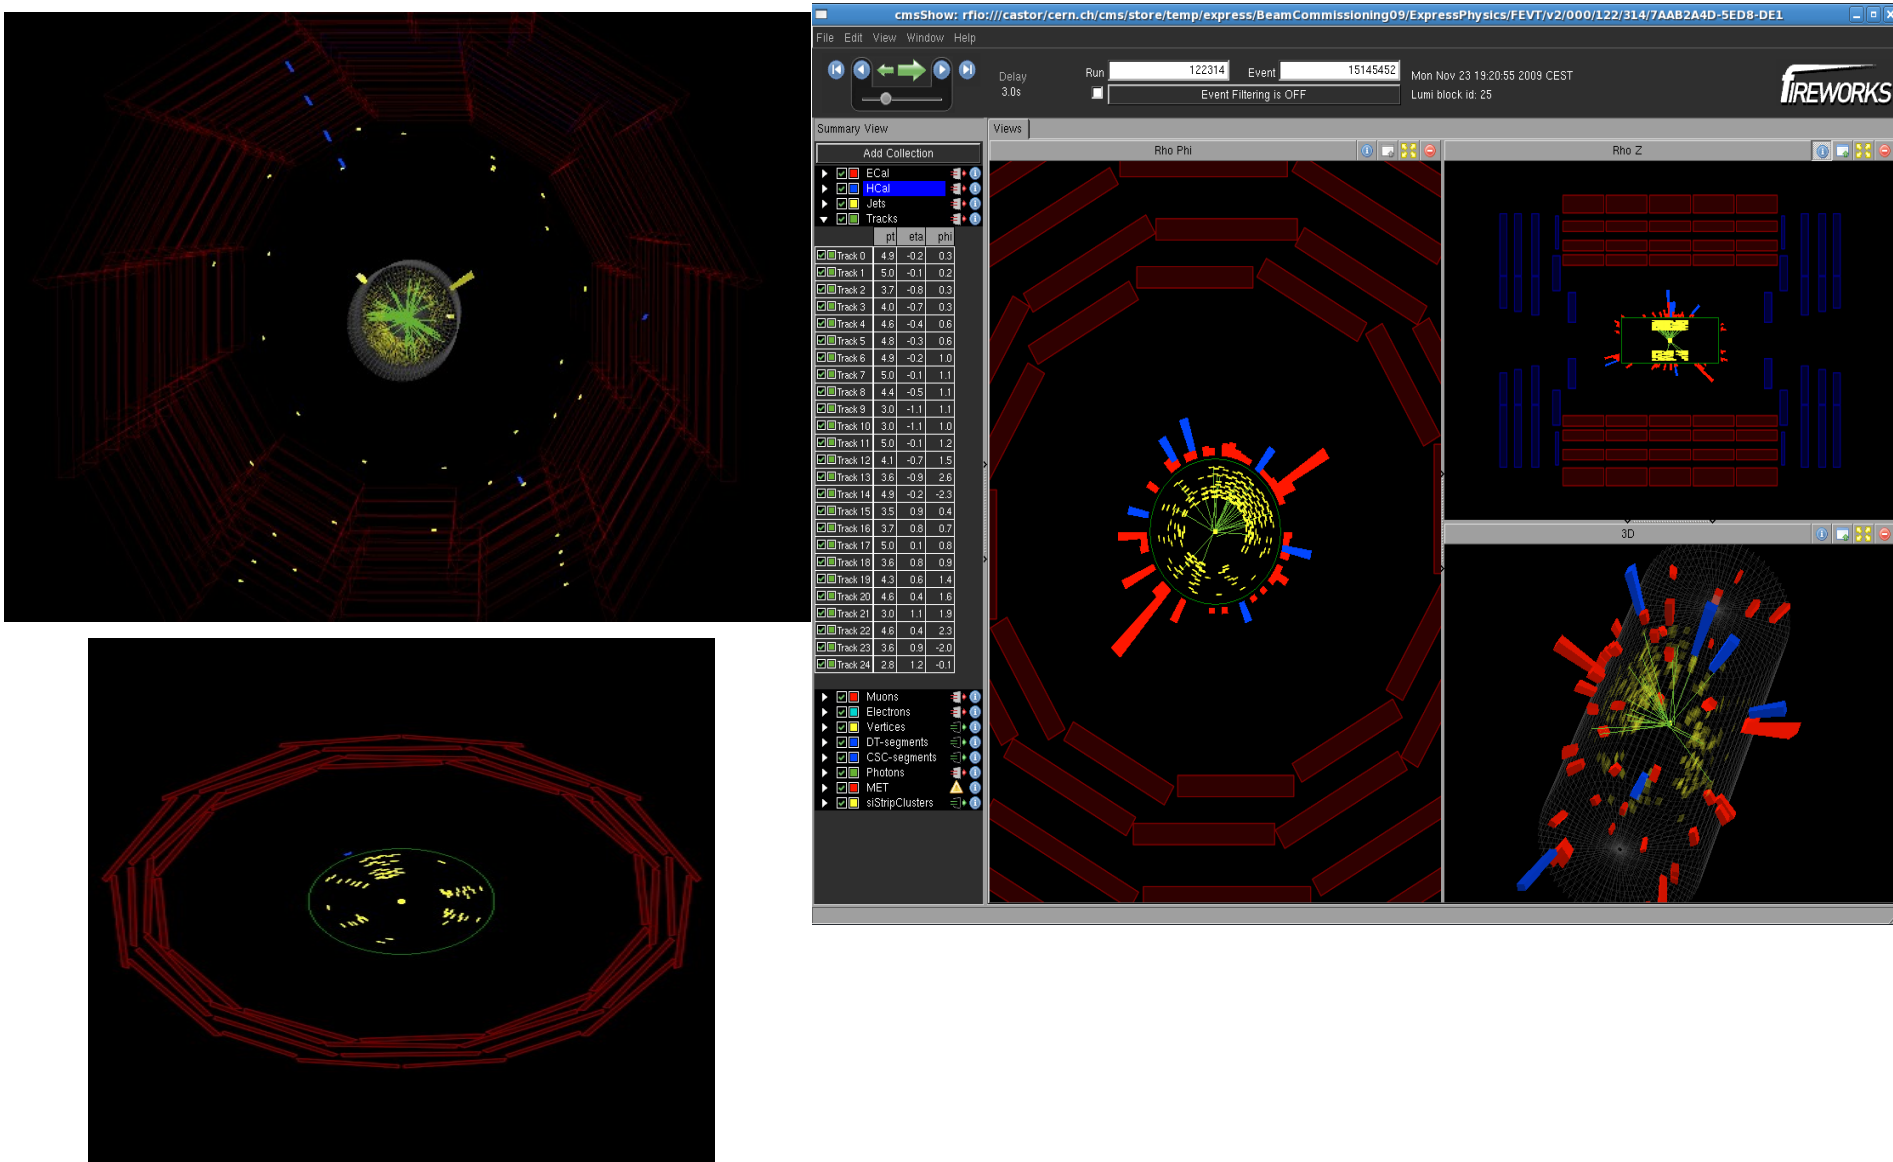 cmsShow: rfio:///castor/cern.ch/cms/store/temp/express/BeamCommissioning09/ExpressPhysics/FEVT/v2/000/122/314/7AAB2A4D-5ED8-DE1
File Edit View Window Help
Delay
3.0s
Run 122314 Event 15145452 Mon Nov 23 19:20:55 2009 CEST
Event Filtering is OFF Lumi block id: 25
FIREWORKS
Summary View
Add Collection
ECal
HCal
Jets
Tracks
pt eta phi
Track 0 4.9 -0.2 0.3
Track 1 5.0 -0.1 0.2
Track 2 3.7 -0.8 0.3
Track 3 4.0 -0.7 0.3
Track 4 4.6 -0.4 0.6
Track 5 4.8 -0.3 0.6
Track 6 4.9 -0.2 1.0
Track 7 5.0 -0.1 1.1
Track 8 4.4 -0.5 1.1
Track 9 3.0 -1.1 1.1
Track 10 3.0 -1.1 1.0
Track 11 5.0 -0.1 1.2
Track 12 4.1 -0.7 1.5
Track 13 3.6 -0.9 2.6
Track 14 4.9 -0.2 -2.3
Track 15 3.5 0.9 0.4
Track 16 3.7 0.8 0.7
Track 17 5.0 0.1 0.8
Track 18 3.6 0.8 0.9
Track 19 4.3 0.6 1.4
Track 20 4.6 0.4 1.6
Track 21 3.0 1.1 1.9
Track 22 4.6 0.4 2.3
Track 23 3.6 0.9 -2.0
Track 24 2.8 1.2 -0.1
Muons
Electrons
Vertices
DT-segments
CSC-segments
Photons
MET
siStripClusters
Views
Rho Phi
Rho Z
3D